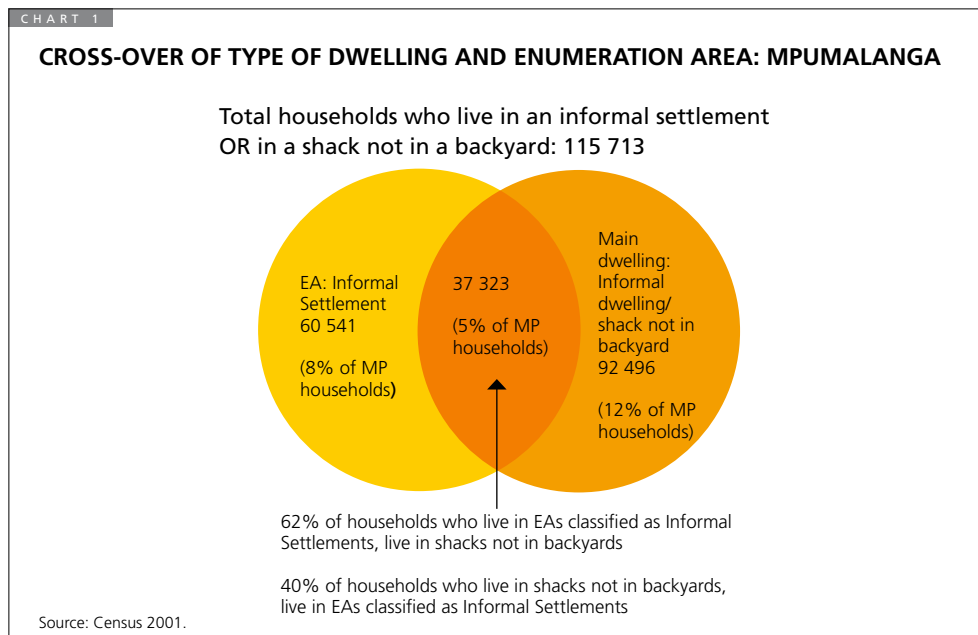 CHART 1
CROSS-OVER OF TYPE OF DWELLING AND ENUMERATION AREA: MPUMALANGA
Total households who live in an informal settlement
OR in a shack not in a backyard: 115 713
EA: Informal
Settlement
60 541
(8% of MP
households)
37 323
(5% of MP
households)
Main
dwelling:
Informal
dwelling/
shack not in
backyard
92 496
(12% of MP
households)
62% of households who live in EAs classified as Informal
Settlements, live in shacks not in backyards
40% of households who live in shacks not in backyards,
live in EAs classified as Informal Settlements
Source: Census 2001.